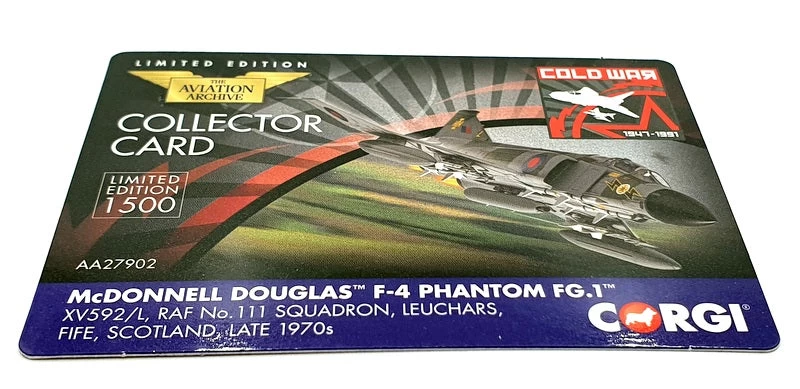 LIMITED EDITION
THE
AVIATION
ARCHIVE
COLLECTOR
CARD
LIMITED
EDITION
1500
AA27902
COLD WAR
1947-1991
McDONNELL DOUGLAS™ F-4 PHANTOM FG.1™
XV592/L, RAF No.111 SQUADRON, LEUCHARS,
FIFE, SCOTLAND, LATE 1970s
CORGI®